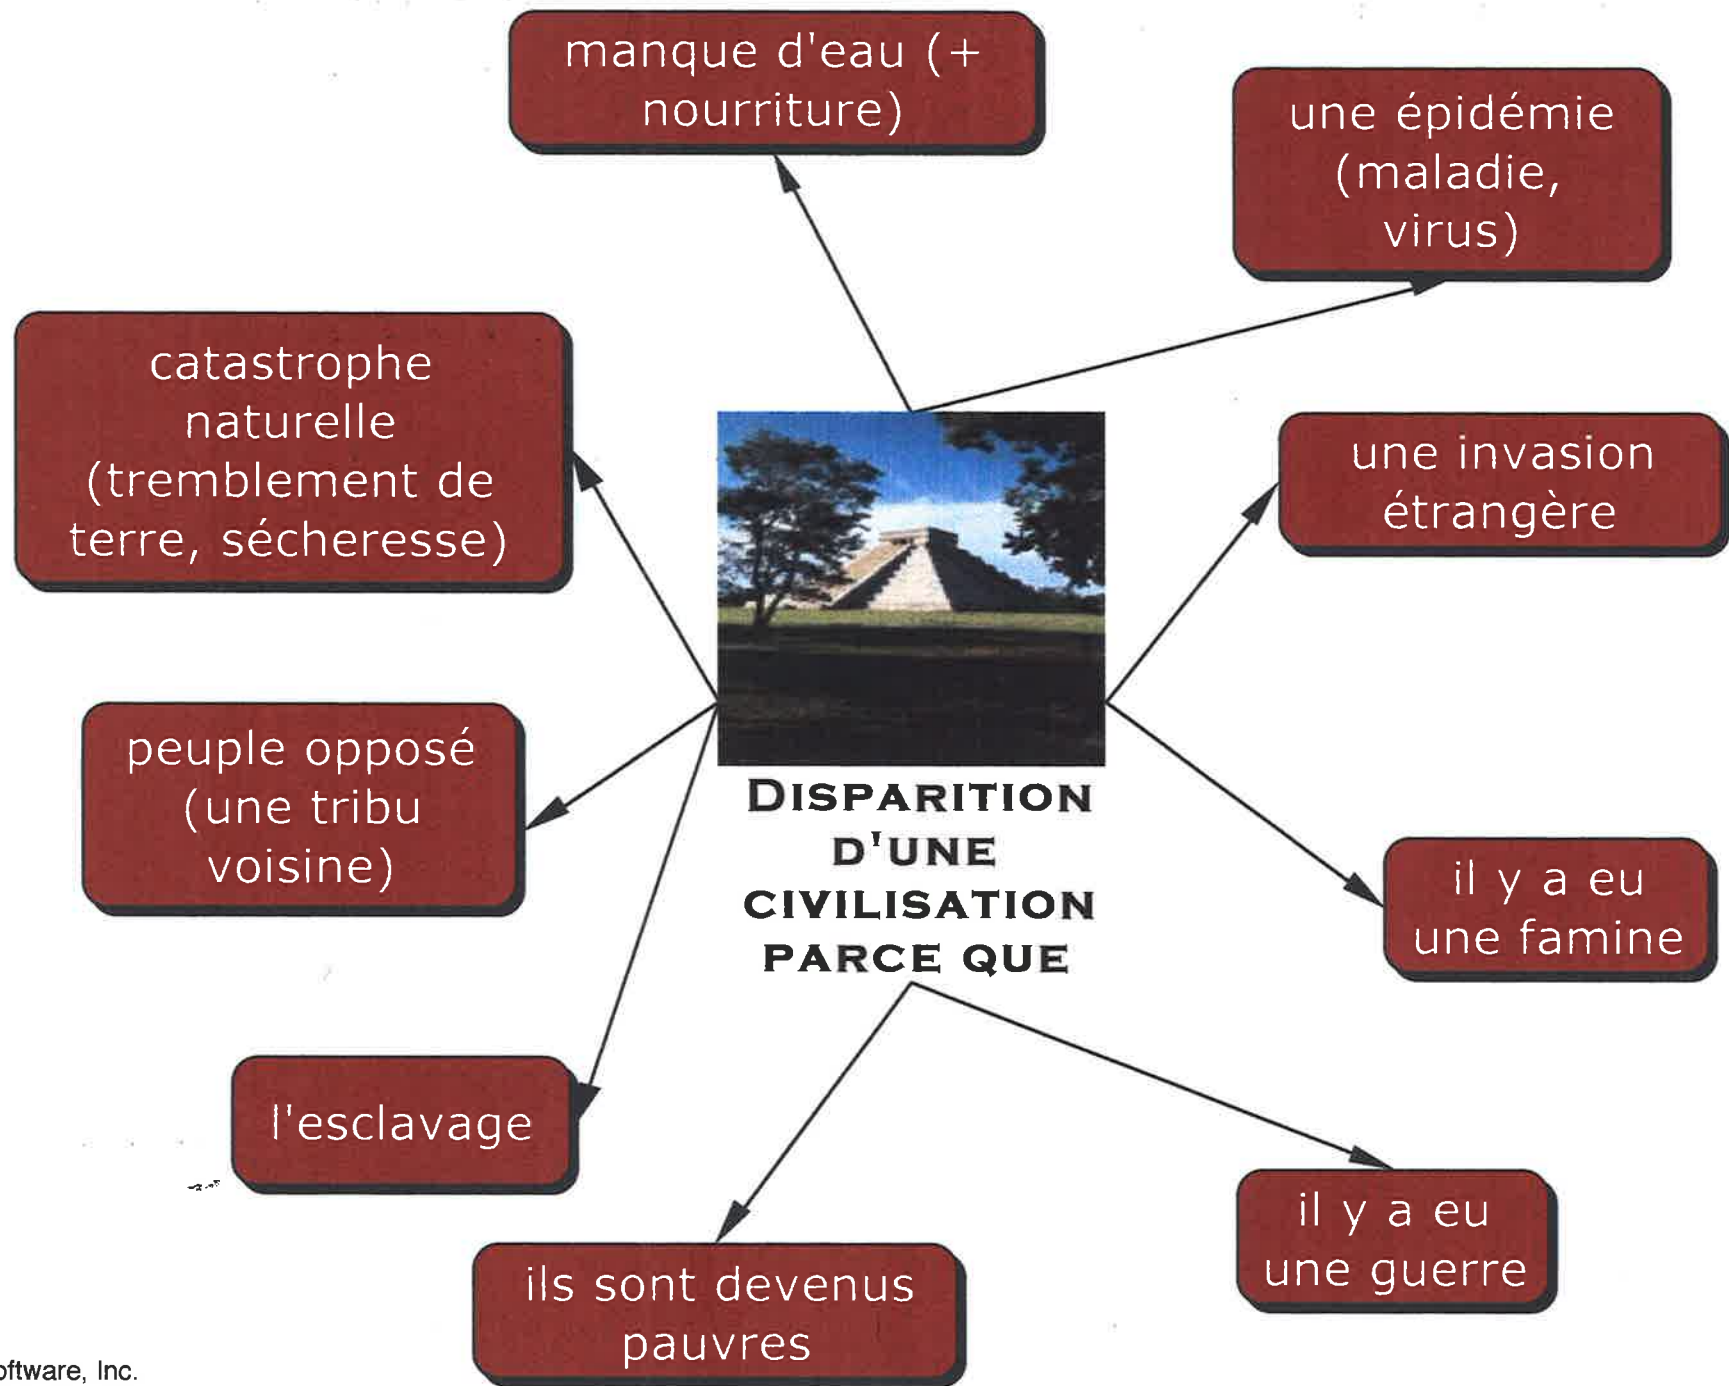 manque d'eau (+
nourriture)
une épidémie
(maladie,
virus)
catastrophe
naturelle
(tremblement de
terre, sécheresse)
une invasion
étrangère
peuple opposé
(une tribu
voisine)
DISPARITION
D'UNE
CIVILISATION
PARCE QUE
il y a eu
une famine
l'esclavage
il y a eu
une guerre
ils sont devenus
pauvres
oftware, Inc.